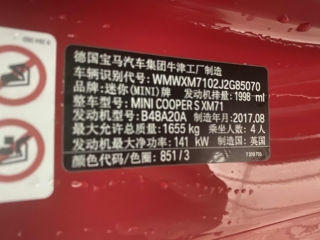 德国宝马汽车集团牛津工厂制造
车辆识别代号: WMWXM7102J2G85070
品牌: 迷你(MINI)牌 发动机排量: 1998 ml
整车型号: MINI COOPER S XM71
发动机型号: B48A20A 制造年月: 2017.08
最大允许总质量: 1655 kg 乘坐人数: 4人
发动机最大净功率: 141 kW 制造国: 英国
颜色代码/色圈: 851 / 3